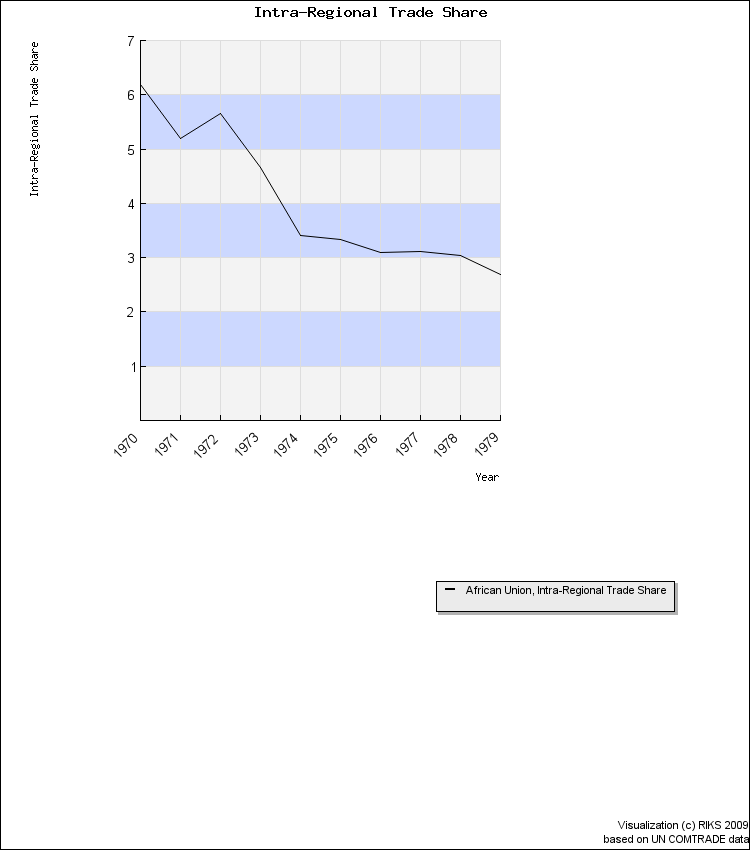 Intra-Regional Trade Share
Intra-Regional Trade Share
7
6
5
4
3
2
1
1970 1971 1972 1973 1974 1975 1976 1977 1978 1979
Year
African Union, Intra-Regional Trade Share
Visualization (c) RIKS 2009
based on UN COMTRADE data